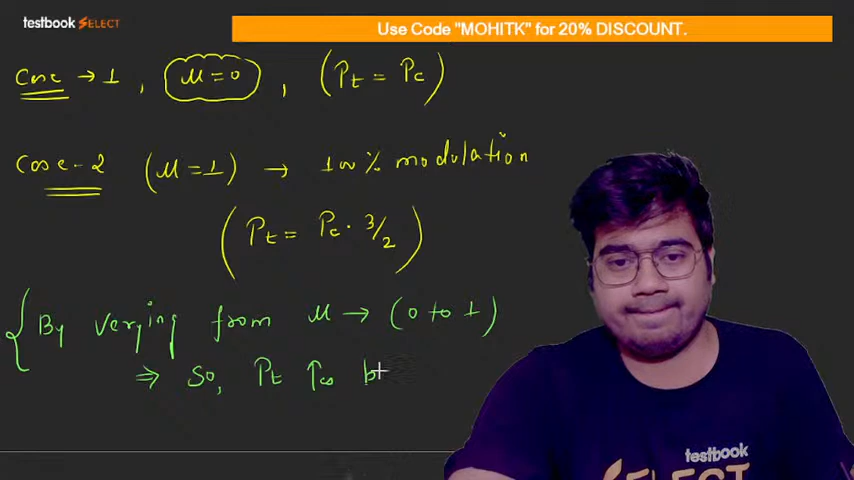 testbook SELECT
Use Code "MOHITK" for 20% DISCOUNT.
Case → 1 , μ = 0 , (Pt = Pc)
Case - 2 (μ = 1) → 100 % modulation
(Pt = Pc · 3/2)
{ By verying from μ → (0 to 1)
⇒ So, Pt ↑es b
testbook
SELECT